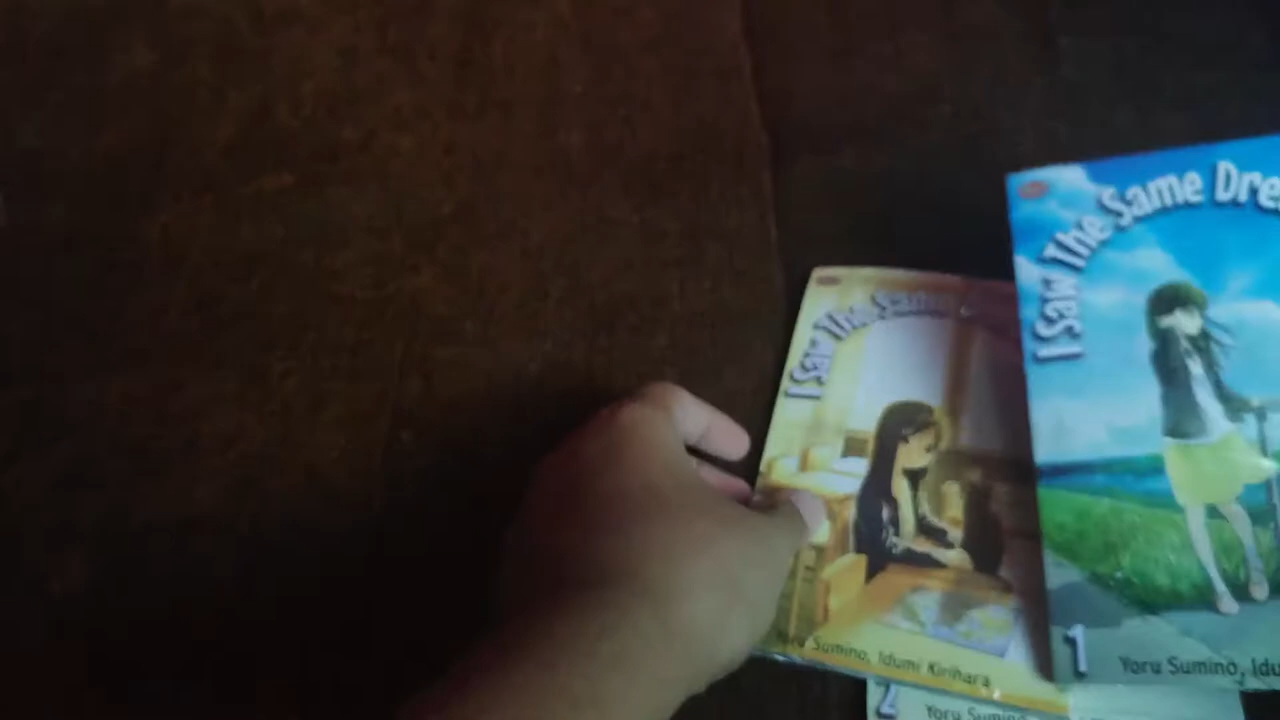 I Saw The Same
Yoru Sumino, Idumi Kirihara
I Saw The Same Dre
1
Yoru Sumino, Idu
2
Yoru Sumino